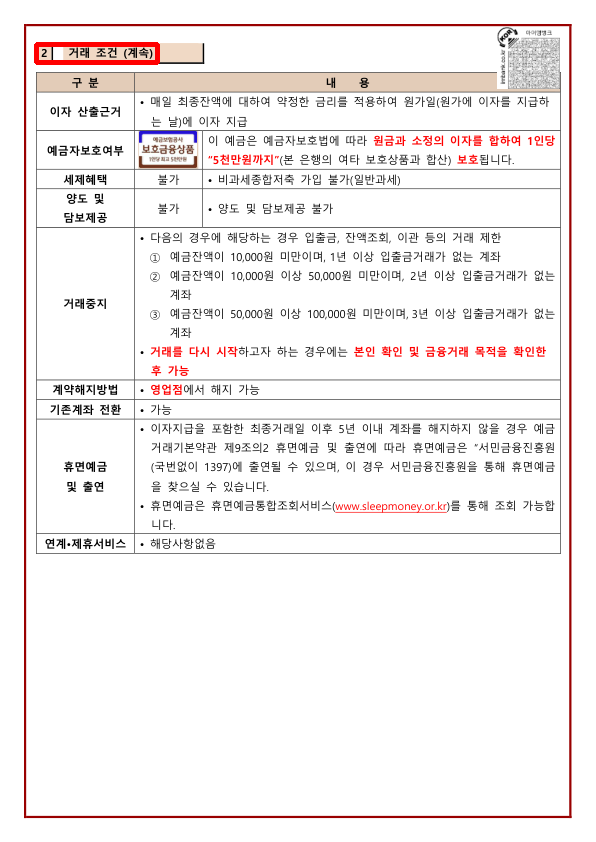 아이엠뱅크
KOR
imbank.co.kr
2 거래 조건 (계속)
구 분 내 용
이자 산출근거
• 매일 최종잔액에 대하여 약정한 금리를 적용하여 원가일(원가에 이자를 지급하
는 날)에 이자 지급
예금자보호여부
예금보험공사
보호금융상품
1인당 최고 5천만원
이 예금은 예금자보호법에 따라 원금과 소정의 이자를 합하여 1인당
"5천만원까지"(본 은행의 여타 보호상품과 합산) 보호됩니다.
세제혜택 불가 • 비과세종합저축 가입 불가(일반과세)
양도 및
담보제공
불가 • 양도 및 담보제공 불가
거래중지
• 다음의 경우에 해당하는 경우 입출금, 잔액조회, 이관 등의 거래 제한
① 예금잔액이 10,000원 미만이며, 1년 이상 입출금거래가 없는 계좌
② 예금잔액이 10,000원 이상 50,000원 미만이며, 2년 이상 입출금거래가 없는
계좌
③ 예금잔액이 50,000원 이상 100,000원 미만이며, 3년 이상 입출금거래가 없는
계좌
• 거래를 다시 시작하고자 하는 경우에는 본인 확인 및 금융거래 목적을 확인한
후 가능
계약해지방법 • 영업점에서 해지 가능
기존계좌 전환 • 가능
휴면예금
및 출연
• 이자지급을 포함한 최종거래일 이후 5년 이내 계좌를 해지하지 않을 경우 예금
거래기본약관 제9조의2 휴면예금 및 출연에 따라 휴면예금은 "서민금융진흥원
(국번없이 1397)에 출연될 수 있으며, 이 경우 서민금융진흥원을 통해 휴면예금
을 찾으실 수 있습니다.
• 휴면예금은 휴면예금통합조회서비스(www.sleepmoney.or.kr)를 통해 조회 가능합
니다.
연계•제휴서비스 • 해당사항없음